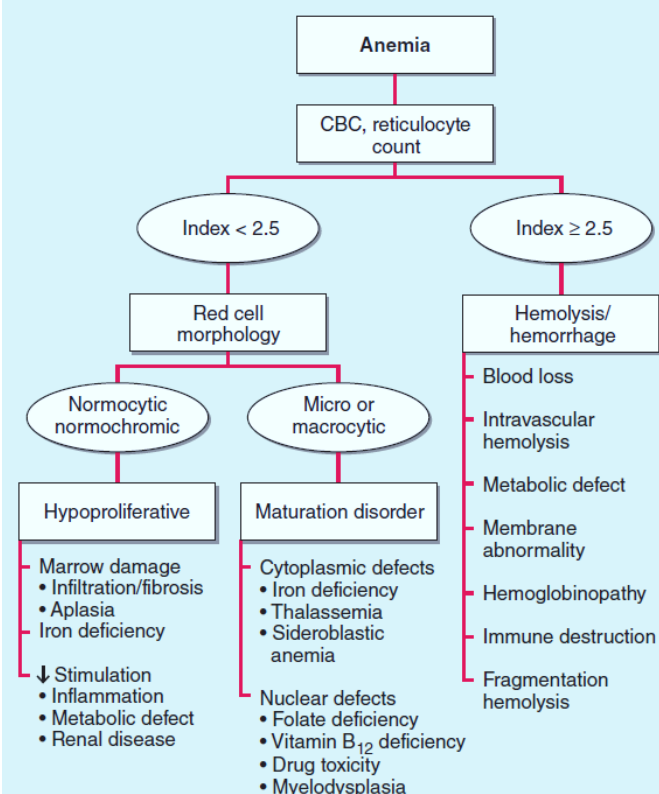 Anemia
CBC, reticulocyte
count
Index < 2.5
Index ≥ 2.5
Red cell
morphology
Hemolysis/
hemorrhage
Normocytic
normochromic
Micro or
macrocytic
Hypoproliferative
Maturation disorder
Marrow damage
• Infiltration/fibrosis
• Aplasia
Iron deficiency
↓ Stimulation
• Inflammation
• Metabolic defect
• Renal disease
Cytoplasmic defects
• Iron deficiency
• Thalassemia
• Sideroblastic
anemia
Nuclear defects
• Folate deficiency
• Vitamin B12 deficiency
• Drug toxicity
• Myelodysplasia
Blood loss
Intravascular
hemolysis
Metabolic defect
Membrane
abnormality
Hemoglobinopathy
Immune destruction
Fragmentation
hemolysis